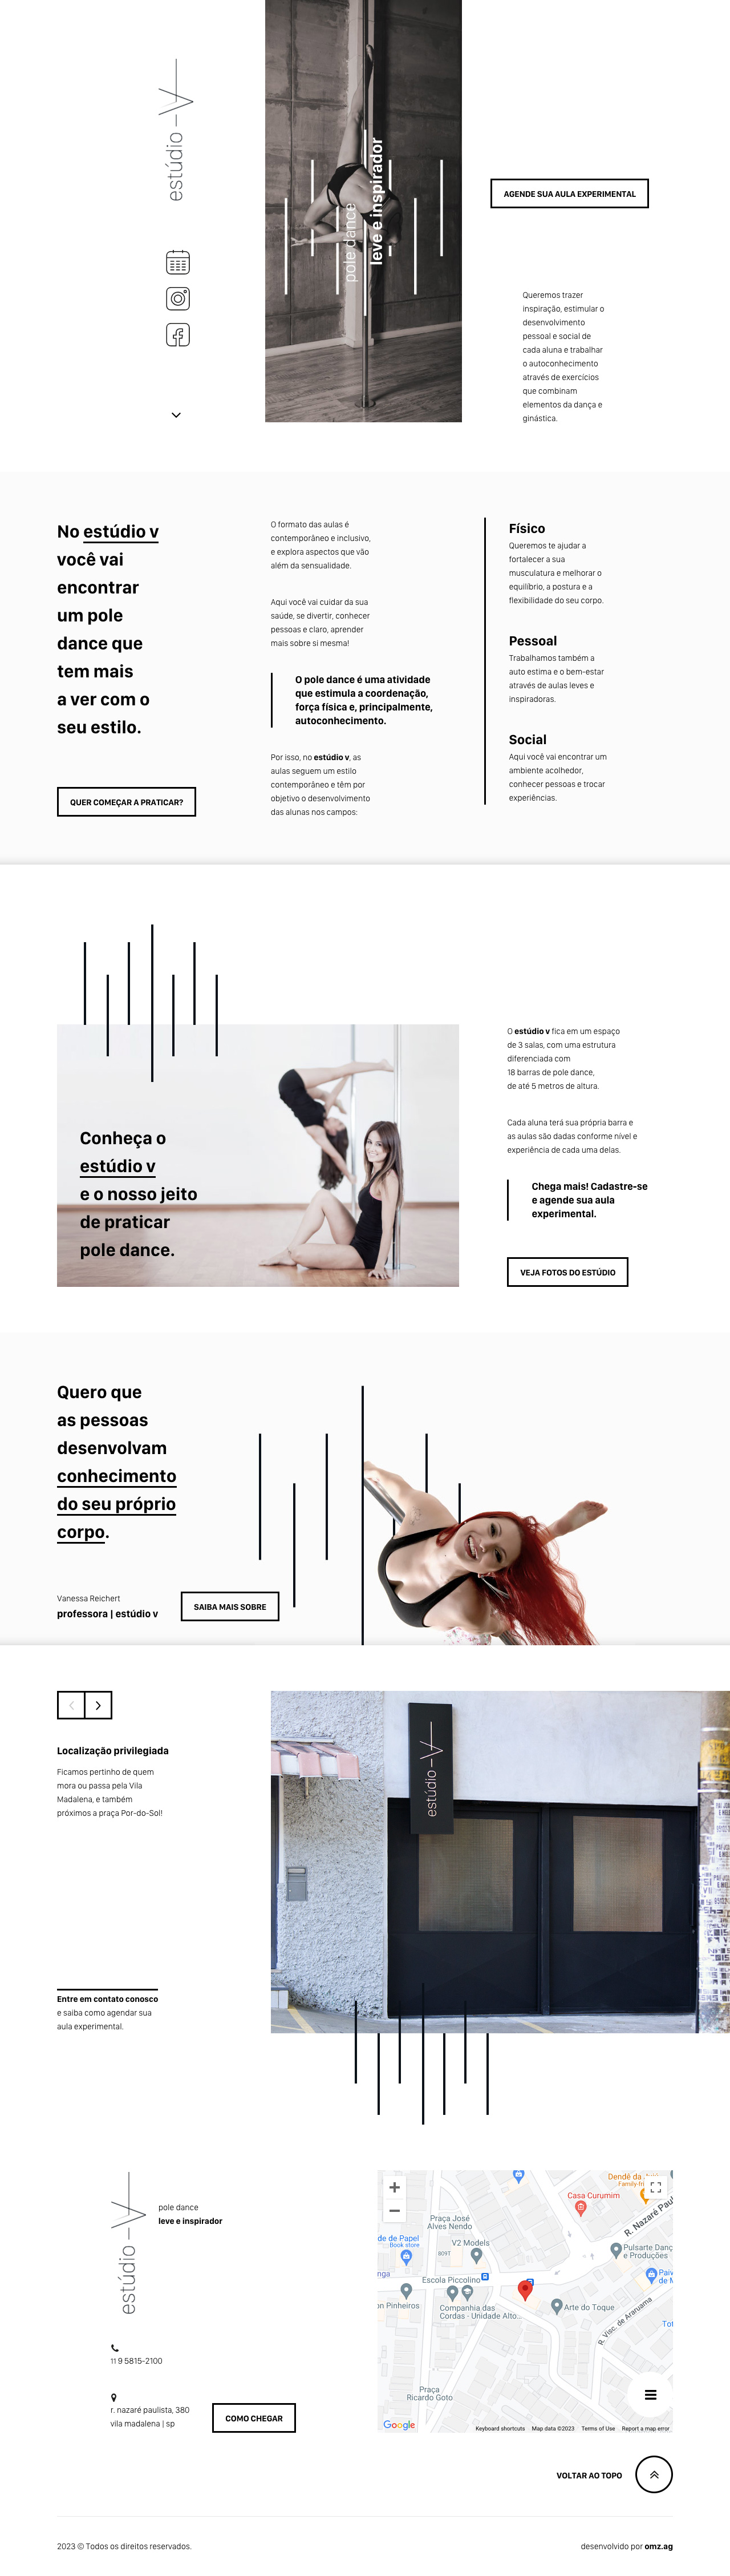 estúdio
pole dance
leve e inspirador
AGENDE SUA AULA EXPERIMENTAL
Queremos trazer
inspiração, estimular o
desenvolvimento
pessoal e social de
cada aluna e trabalhar
o autoconhecimento
através de exercícios
que combinam
elementos da dança e
ginástica.
No estúdio v
você vai
encontrar
um pole
dance que
tem mais
a ver com o
seu estilo.
QUER COMEÇAR A PRATICAR?
O formato das aulas é
contemporâneo e inclusivo,
e explora aspectos que vão
além da sensualidade.
Aqui você vai cuidar da sua
saúde, se divertir, conhecer
pessoas e claro, aprender
mais sobre si mesma!
O pole dance é uma atividade
que estimula a coordenação,
força física e, principalmente,
autoconhecimento.
Por isso, no estúdio v, as
aulas seguem um estilo
contemporâneo e têm por
objetivo o desenvolvimento
das alunas nos campos:
Físico
Queremos te ajudar a
fortalecer a sua
musculatura e melhorar o
equilíbrio, a postura e a
flexibilidade do seu corpo.
Pessoal
Trabalhamos também a
auto estima e o bem-estar
através de aulas leves e
inspiradoras.
Social
Aqui você vai encontrar um
ambiente acolhedor,
conhecer pessoas e trocar
experiências.
Conheça o
estúdio v
e o nosso jeito
de praticar
pole dance.
O estúdio v fica em um espaço
de 3 salas, com uma estrutura
diferenciada com
18 barras de pole dance,
de até 5 metros de altura.
Cada aluna terá sua própria barra e
as aulas são dadas conforme nível e
experiência de cada uma delas.
Chega mais! Cadastre-se
e agende sua aula
experimental.
VEJA FOTOS DO ESTÚDIO
Quero que
as pessoas
desenvolvam
conhecimento
do seu próprio
corpo.
Vanessa Reichert
professora | estúdio v
SAIBA MAIS SOBRE
Localização privilegiada
Ficamos pertinho de quem
mora ou passa pela Vila
Madalena, e também
próximos a praça Por-do-Sol!
estúdio
Entre em contato conosco
e saiba como agendar sua
aula experimental.
estúdio
pole dance
leve e inspirador
11 9 5815-2100
r. nazaré paulista, 380
vila madalena | sp
COMO CHEGAR
Dendê da
Casa Curumim
R. Nazaré Pau
Praça José
Alves Nendo
de de Papel
Book store
V2 Models
Pulsarte Danç
e Produções
nga
Escola Piccolino
Paiv
de M
on Pinheiros
Companhia das
Cordas - Unidade Alto...
Arte do Toque
R. Visc. de Araruama
Tot
Praça
Ricardo Goto
Google
Keyboard shortcuts
Map data ©2023
Terms of Use
Report a map error
VOLTAR AO TOPO
2023 © Todos os direitos reservados.
desenvolvido por omz.ag